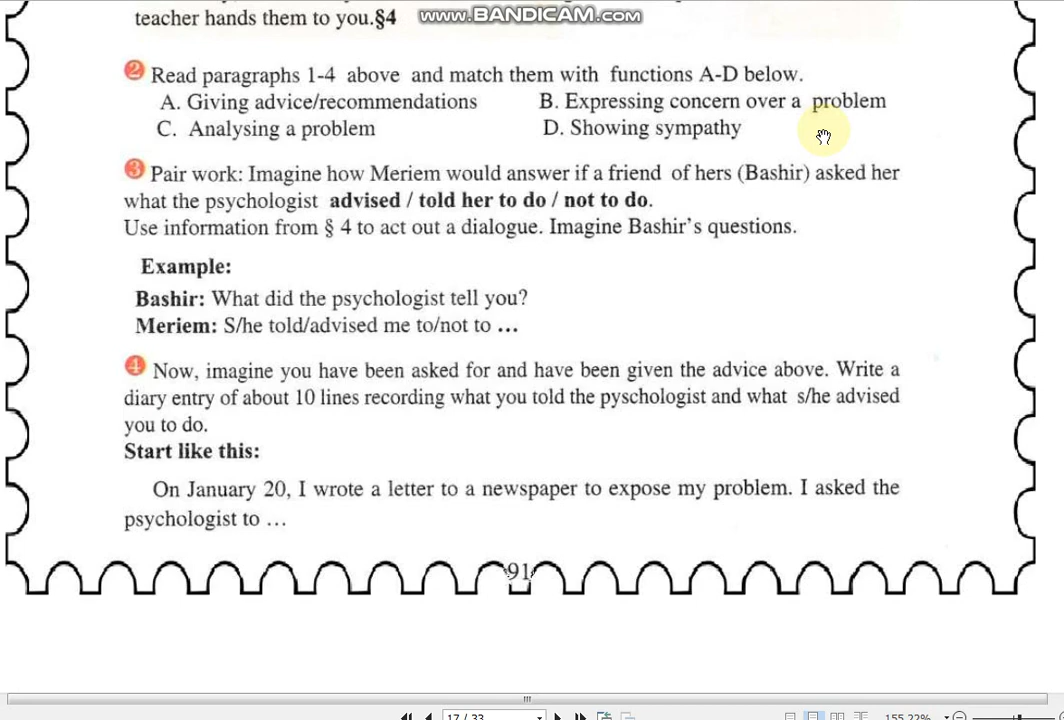 teacher hands them to you.§4
www.BANDICAM.com
2 Read paragraphs 1-4 above and match them with functions A-D below.
A. Giving advice/recommendations B. Expressing concern over a problem
C. Analysing a problem D. Showing sympathy
3 Pair work: Imagine how Meriem would answer if a friend of hers (Bashir) asked her
what the psychologist advised / told her to do / not to do.
Use information from § 4 to act out a dialogue. Imagine Bashir's questions.
Example:
Bashir: What did the psychologist tell you?
Meriem: S/he told/advised me to/not to ...
4 Now, imagine you have been asked for and have been given the advice above. Write a
diary entry of about 10 lines recording what you told the pyschologist and what s/he advised
you to do.
Start like this:
On January 20, I wrote a letter to a newspaper to expose my problem. I asked the
psychologist to ...
91
17 / 33
155.22%